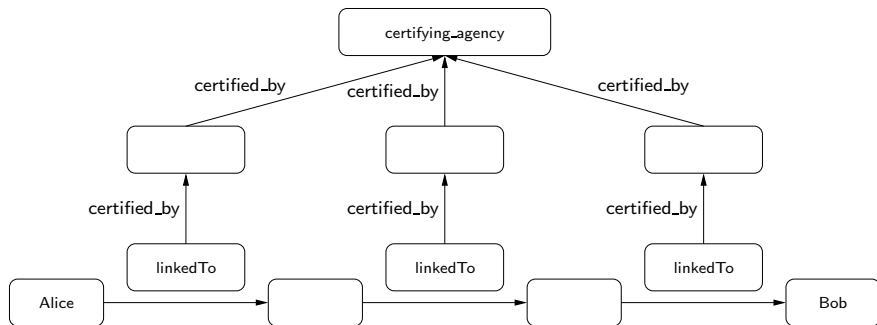 certifying_agency
certified_by
certified_by
certified_by
certified_by
certified_by
certified_by
linkedTo
linkedTo
linkedTo
Alice
Bob